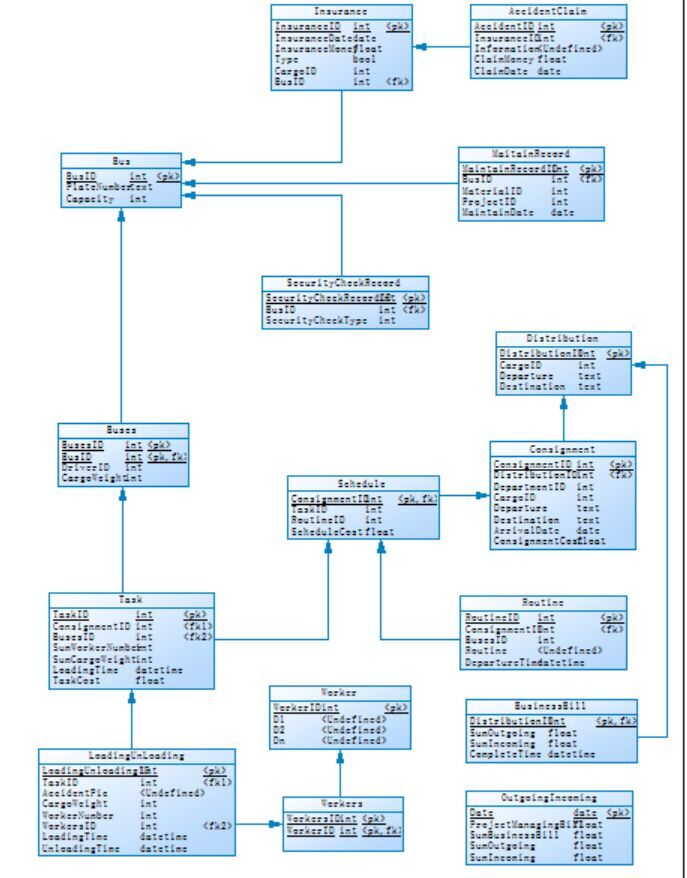 Insurance
InsuranceID int <pk>
InsuranceDate date
InsuranceMoney float
Type bool
CargoID int
BusID int <fk>
AccidentClaim
AccidentID int <pk>
InsuranceID int <fk>
Information <Undefined>
ClaimMoney float
ClaimDate date
Bus
BusID int <pk>
PlateNumber text
Capacity int
MaitainRecord
MaintainRecordID int <pk>
BusID int <fk>
MaterialID int
ProjectID int
MaintainDate date
SecurityCheckRecord
SecurityCheckRecordID int <pk>
BusID int <fk>
SecurityCheckType int
Distribution
DistributionID int <pk>
CargoID int
Departure text
Destination text
Buses
BusesID int <pk>
BusID int <pk,fk>
DriverID int
CargoWeight int
Schedule
ConsignmentID int <pk,fk>
TaskID int
RoutineID int
ScheduleCost float
Consignment
ConsignmentID int <pk>
DistributionID int <fk>
DepartmentID int
CargoID int
Departure text
Destination text
ArrivalDate date
ConsignmentCost float
Task
TaskID int <pk>
ConsignmentID int <fk1>
BusesID int <fk2>
SumWorkerNumber int
SumCargoWeight int
LoadingTime datetime
TaskCost float
Routine
RoutineID int <pk>
ConsignmentID int <fk>
BusesID int
Routine <Undefined>
DepartureTime datetime
Worker
WorkerID int <pk>
D1 <Undefined>
D2 <Undefined>
Dn <Undefined>
BusinessBill
DistributionID int <pk,fk>
SumOutgoing float
SumIncoming float
CompleteTime datetime
LoadingUnLoading
LoadingUnloadingID int <pk>
TaskID int <fk1>
AccidentPic <Undefined>
CargoWeight int
WorkerNumber int
WorkersID int <fk2>
LoadingTime datetime
UnloadingTime datetime
Workers
WorkersID int <pk>
WorkerID int <pk,fk>
OutgoingIncoming
Date date <pk>
ProjectManagingBill float
SumBusinessBill float
SumOutgoing float
SumIncoming float